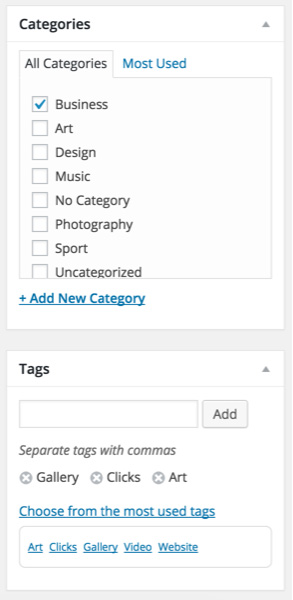 Categories
All Categories Most Used
Business
Art
Design
Music
No Category
Photography
Sport
Uncategorized
+ Add New Category
Tags
Add
Separate tags with commas
Gallery Clicks Art
Choose from the most used tags
Art Clicks Gallery Video Website